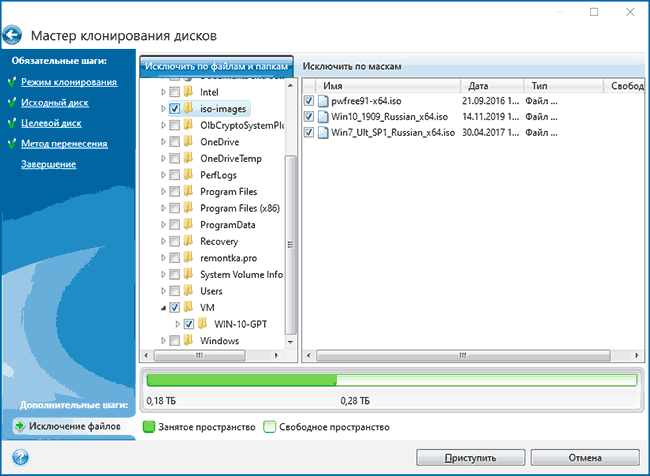 Мастер клонирования дисков
Обязательные шаги:
Режим клонирования
Исходный диск
Целевой диск
Метод перенесения
Завершение
Дополнительные шаги:
Исключение файлов
Исключить по файлам и папкам
Intel
iso-images
OlbCryptoSystemPlu
OneDrive
OneDriveTemp
PerfLogs
Program Files
Program Files (x86)
ProgramData
Recovery
remontka.pro
System Volume Info
Users
VM
WIN-10-GPT
Windows
Исключить по маскам
Имя Дата Тип Свобод
pwfree91-x64.iso 21.09.2016 1... Файл ...
Win10_1909_Russian_x64.iso 14.11.2019 1... Файл ...
Win7_Ult_SP1_Russian_x64.iso 30.04.2017 1... Файл ...
0,18 ТБ 0,28 ТБ
Занятое пространство Свободное пространство
Приступить Отмена